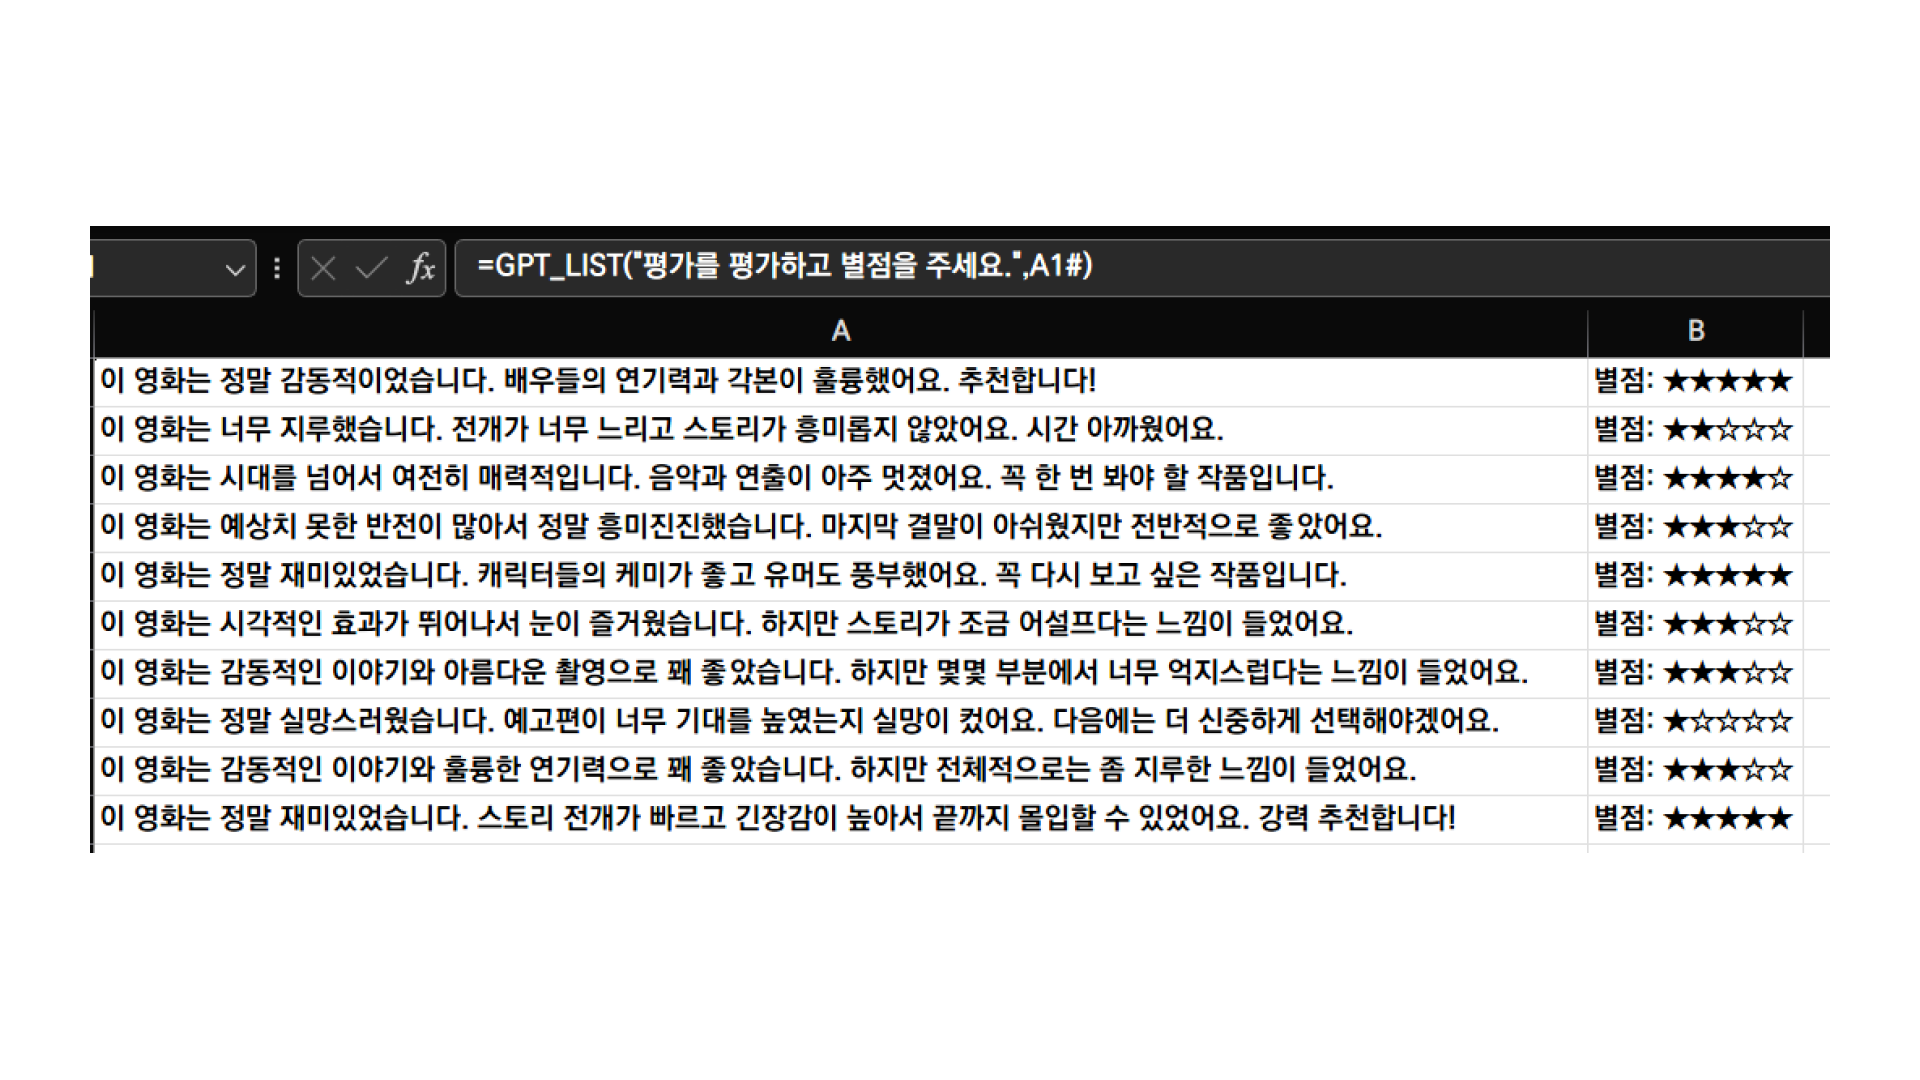 fx =GPT_LIST("평가를 평가하고 별점을 주세요.",A1#)
A B
이 영화는 정말 감동적이었습니다. 배우들의 연기력과 각본이 훌륭했어요. 추천합니다! 별점: ★★★★★
이 영화는 너무 지루했습니다. 전개가 너무 느리고 스토리가 흥미롭지 않았어요. 시간 아까웠어요. 별점: ★★☆☆☆
이 영화는 시대를 넘어서 여전히 매력적입니다. 음악과 연출이 아주 멋졌어요. 꼭 한 번 봐야 할 작품입니다. 별점: ★★★★☆
이 영화는 예상치 못한 반전이 많아서 정말 흥미진진했습니다. 마지막 결말이 아쉬웠지만 전반적으로 좋았어요. 별점: ★★★☆☆
이 영화는 정말 재미있었습니다. 캐릭터들의 케미가 좋고 유머도 풍부했어요. 꼭 다시 보고 싶은 작품입니다. 별점: ★★★★★
이 영화는 시각적인 효과가 뛰어나서 눈이 즐거웠습니다. 하지만 스토리가 조금 어설프다는 느낌이 들었어요. 별점: ★★★☆☆
이 영화는 감동적인 이야기와 아름다운 촬영으로 꽤 좋았습니다. 하지만 몇몇 부분에서 너무 억지스럽다는 느낌이 들었어요. 별점: ★★★☆☆
이 영화는 정말 실망스러웠습니다. 예고편이 너무 기대를 높였는지 실망이 컸어요. 다음에는 더 신중하게 선택해야겠어요. 별점: ★☆☆☆☆
이 영화는 감동적인 이야기와 훌륭한 연기력으로 꽤 좋았습니다. 하지만 전체적으로는 좀 지루한 느낌이 들었어요. 별점: ★★★☆☆
이 영화는 정말 재미있었습니다. 스토리 전개가 빠르고 긴장감이 높아서 끝까지 몰입할 수 있었어요. 강력 추천합니다! 별점: ★★★★★